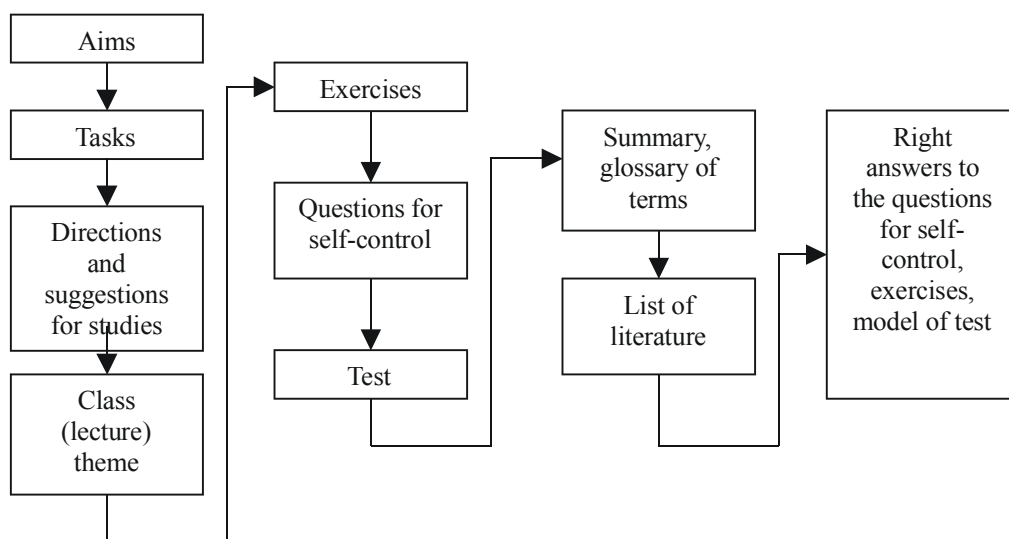 Aims
Tasks
Directions
and
suggestions
for studies
Class
(lecture)
theme
Exercises
Questions for
self-control
Test
Summary,
glossary of
terms
List of
literature
Right
answers to
the questions
for self-
control,
exercises,
model of test